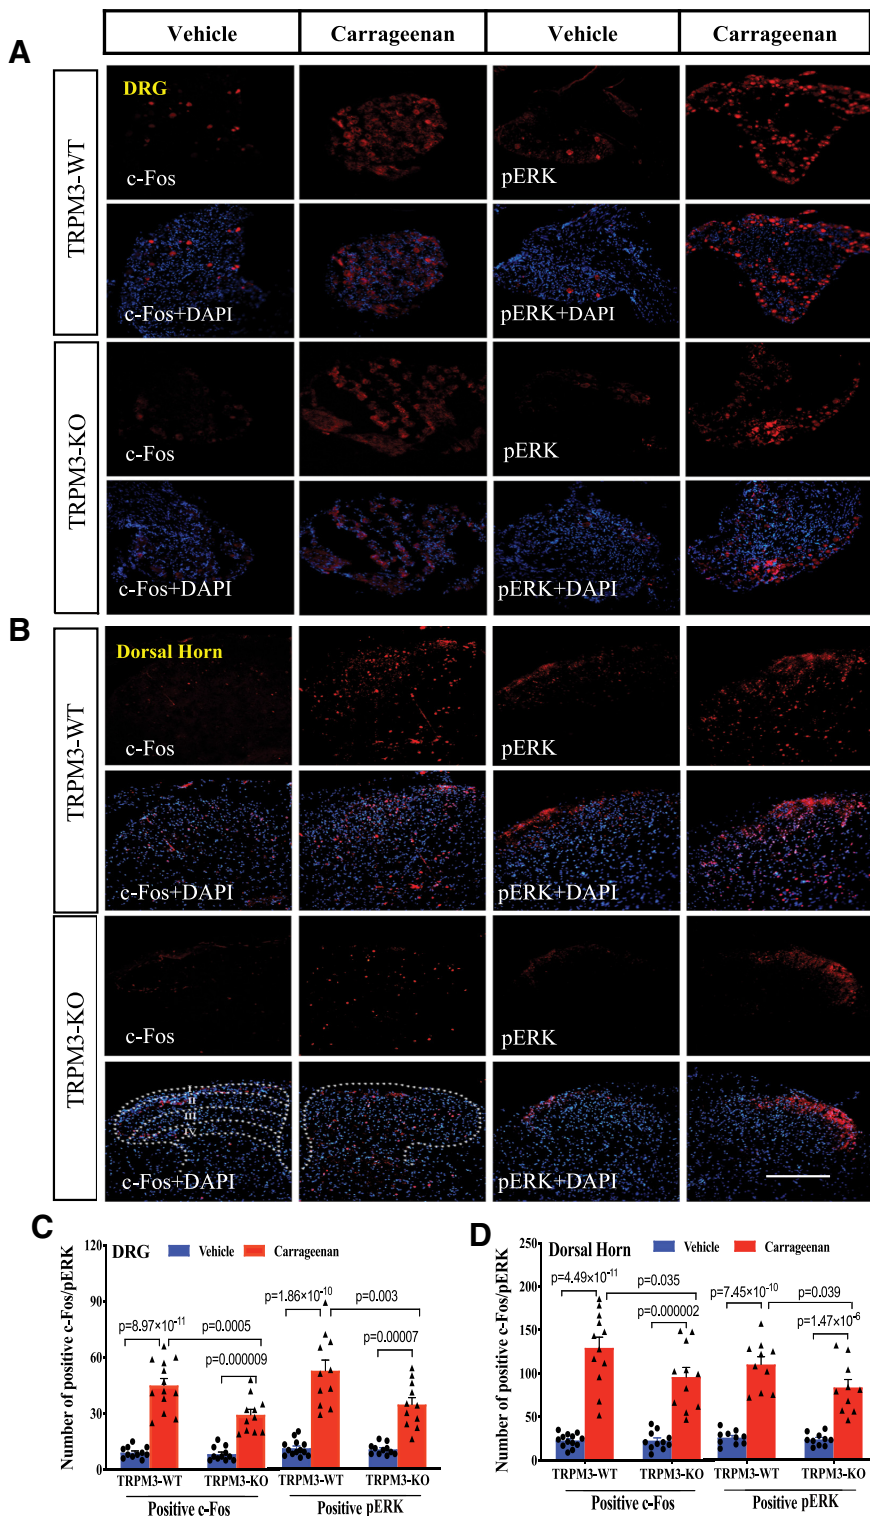 Vehicle Carrageenan Vehicle Carrageenan
A
TRPM3-WT
DRG
c-Fos
pERK
c-Fos+DAPI
pERK+DAPI
TRPM3-KO
c-Fos
pERK
c-Fos+DAPI
pERK+DAPI
B
TRPM3-WT
Dorsal Horn
c-Fos
pERK
c-Fos+DAPI
pERK+DAPI
TRPM3-KO
c-Fos
pERK
I
II
III
IV
c-Fos+DAPI
pERK+DAPI
C
DRG Vehicle Carrageenan
Number of positive c-Fos/pERK
120
90
60
30
0
p=8.97×10-11
p=0.0005
p=0.000009
p=1.86×10-10
p=0.003
p=0.00007
TRPM3-WT TRPM3-KO TRPM3-WT TRPM3-KO
Positive c-Fos Positive pERK
D
Dorsal Horn Vehicle Carrageenan
Number of positive c-Fos/pERK
250
200
150
100
50
0
p=4.49×10-11
p=0.035
p=0.000002
p=7.45×10-10
p=0.039
p=1.47×10-6
TRPM3-WT TRPM3-KO TRPM3-WT TRPM3-KO
Positive c-Fos Positive pERK